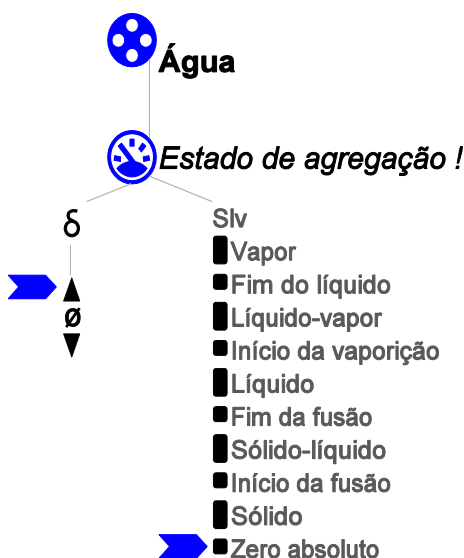 Água
Estado de agregação !
δ
ø
Slv
Vapor
Fim do líquido
Líquido-vapor
Início da vaporição
Líquido
Fim da fusão
Sólido-líquido
Início da fusão
Sólido
Zero absoluto